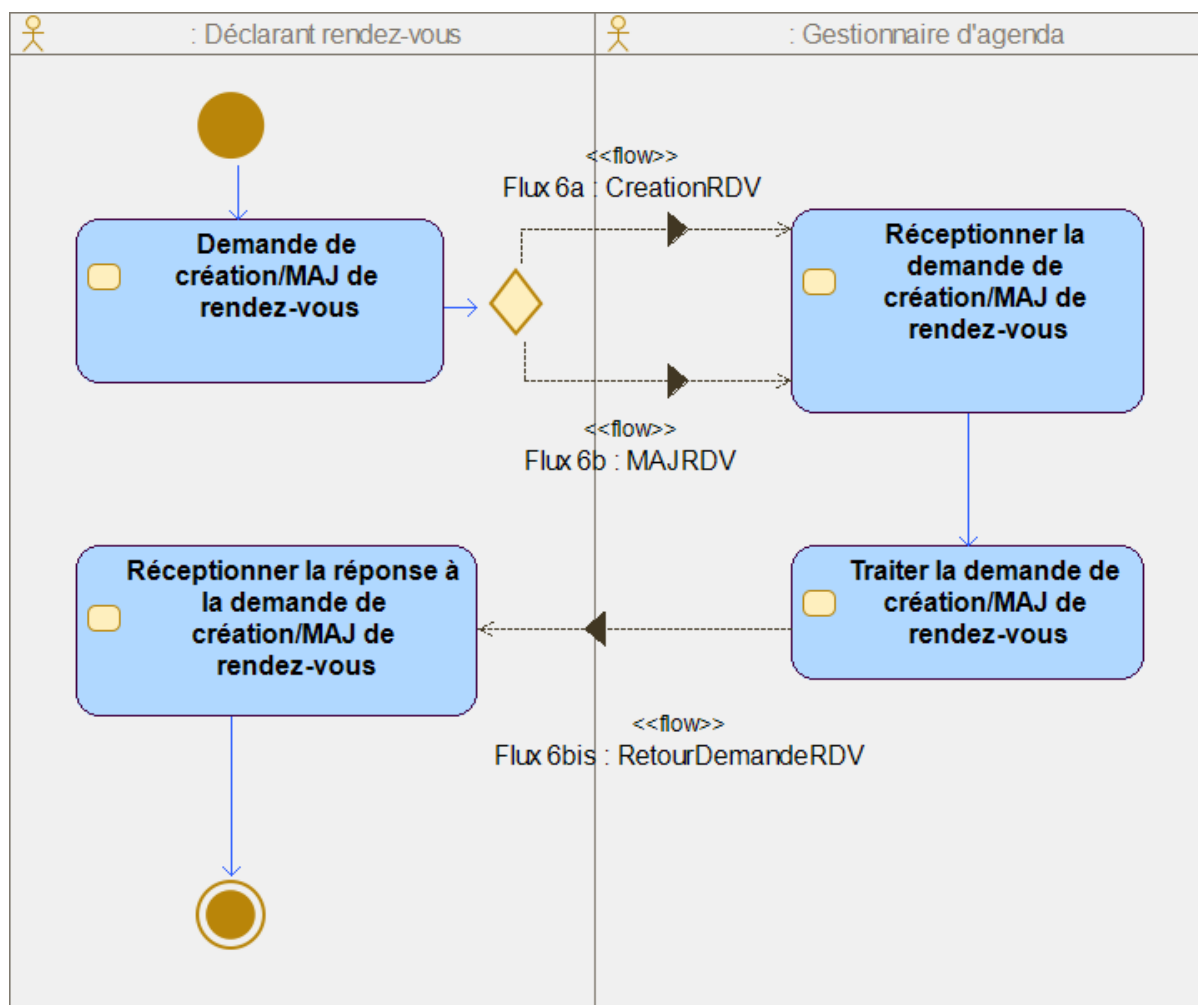 : Déclarant rendez-vous
: Gestionnaire d'agenda
<<flow>>
Flux 6a : CreationRDV
Demande de
création/MAJ de
rendez-vous
Réceptionner la
demande de
création/MAJ de
rendez-vous
<<flow>>
Flux 6b : MAJRDV
Réceptionner la réponse à
la demande de
création/MAJ de
rendez-vous
Traiter la demande de
création/MAJ de
rendez-vous
<<flow>>
Flux 6bis : RetourDemandeRDV